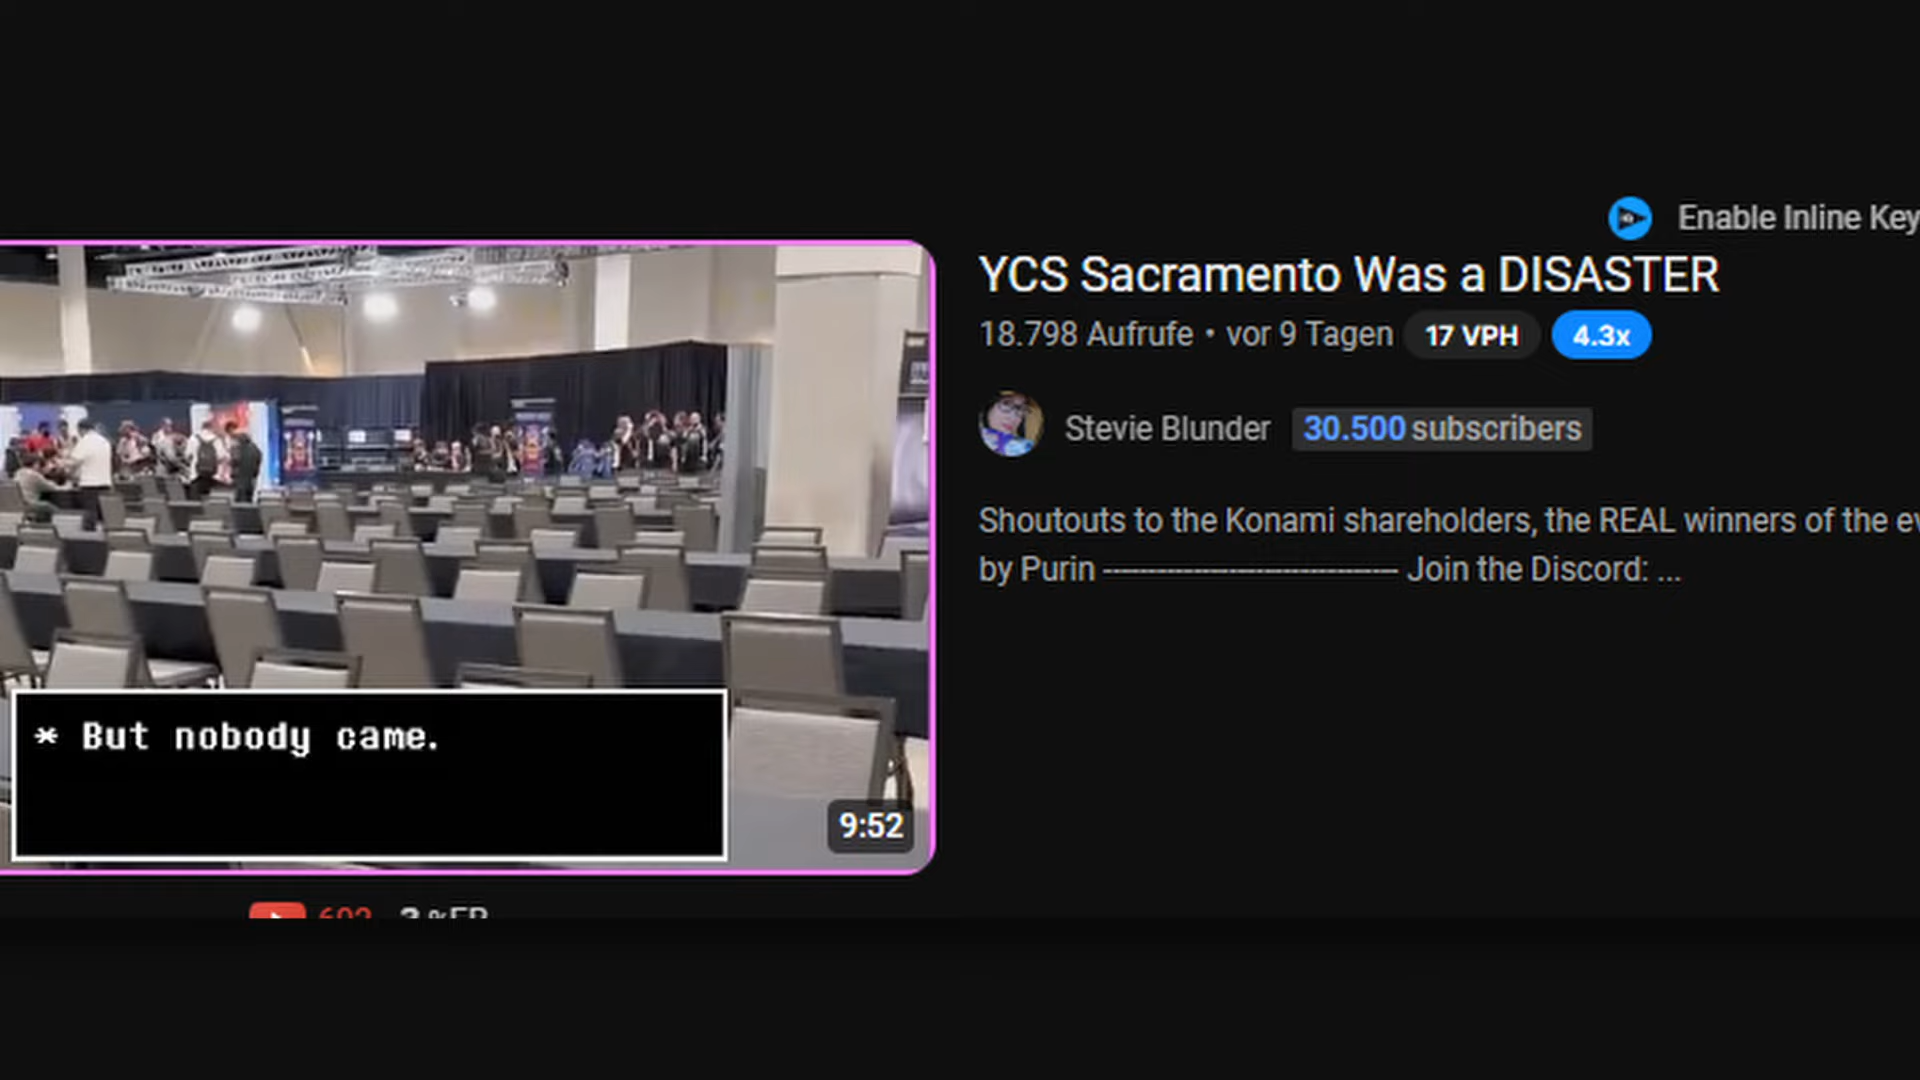 Enable Inline Key
YCS Sacramento Was a DISASTER
18.798 Aufrufe • vor 9 Tagen 17 VPH 4.3x
Stevie Blunder 30.500 subscribers
Shoutouts to the Konami shareholders, the REAL winners of the
by Purin ------------------------------ Join the Discord: ...
* But nobody came.
9:52